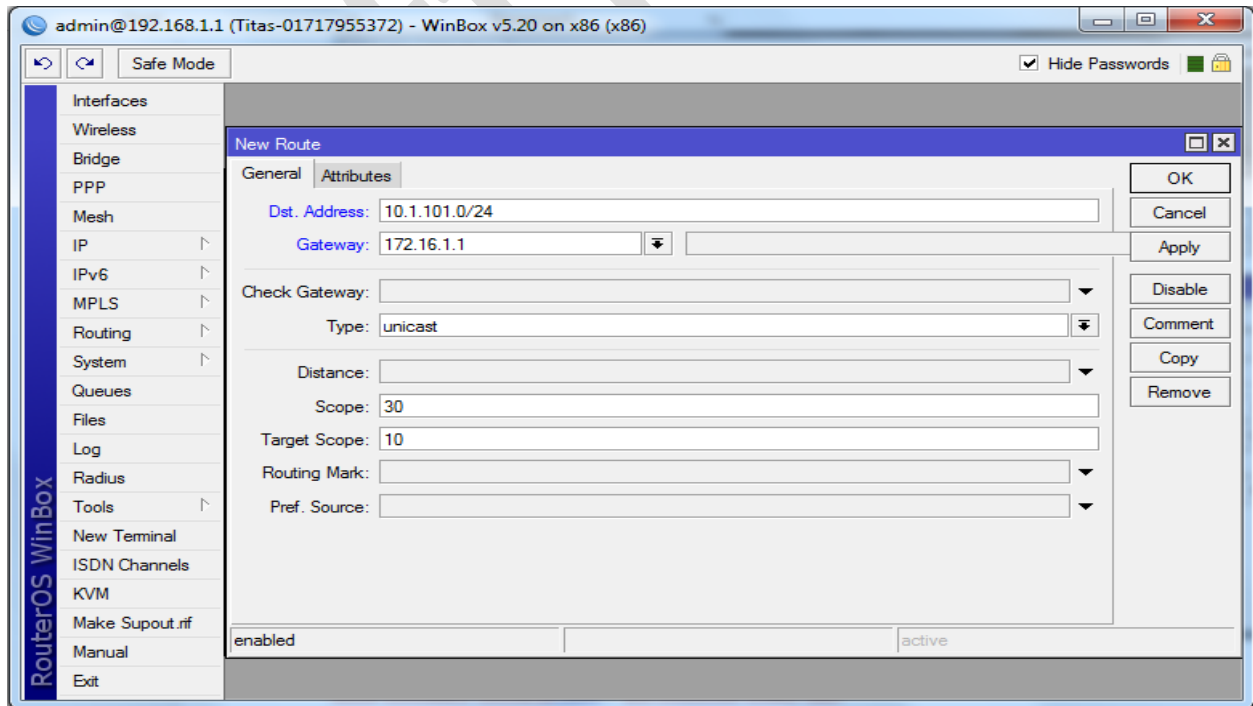 admin@192.168.1.1 (Titas-01717955372) - WinBox v5.20 on x86 (x86)
Safe Mode
Hide Passwords
RouterOS WinBox
Interfaces
Wireless
Bridge
PPP
Mesh
IP
IPv6
MPLS
Routing
System
Queues
Files
Log
Radius
Tools
New Terminal
ISDN Channels
KVM
Make Supout.rif
Manual
Exit
New Route
General Attributes
Dst. Address: 10.1.101.0/24
Gateway: 172.16.1.1
Check Gateway:
Type: unicast
Distance:
Scope: 30
Target Scope: 10
Routing Mark:
Pref. Source:
enabled active
OK
Cancel
Apply
Disable
Comment
Copy
Remove